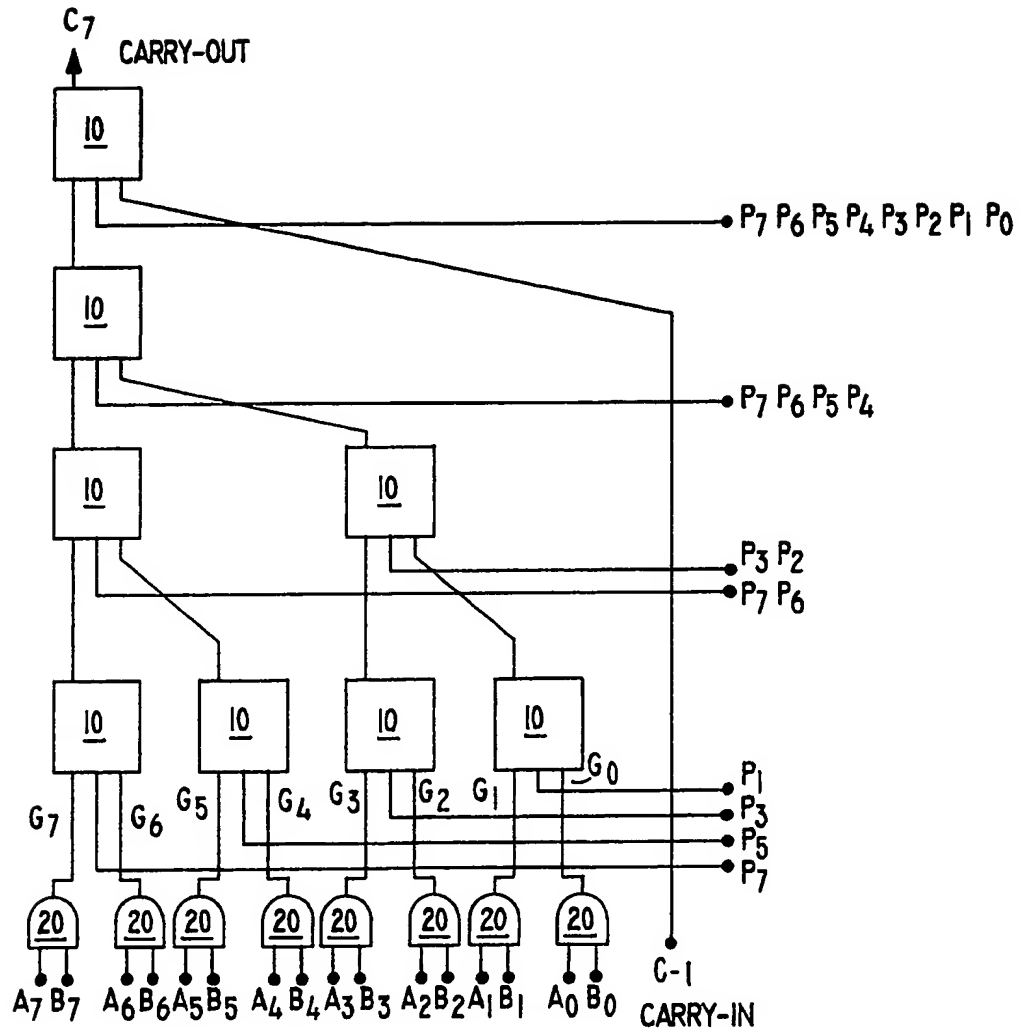 C7
CARRY-OUT
10
P7 P6 P5 P4 P3 P2 P1 P0
10
P7 P6 P5 P4
10 10
P3 P2
P7 P6
10 10 10 10
G7 G6 G5 G4 G3 G2 G1 G0
P1
P3
P5
P7
20 20 20 20 20 20 20 20
A7 B7 A6 B6 A5 B5 A4 B4 A3 B3 A2 B2 A1 B1 A0 B0
C-1
CARRY-IN